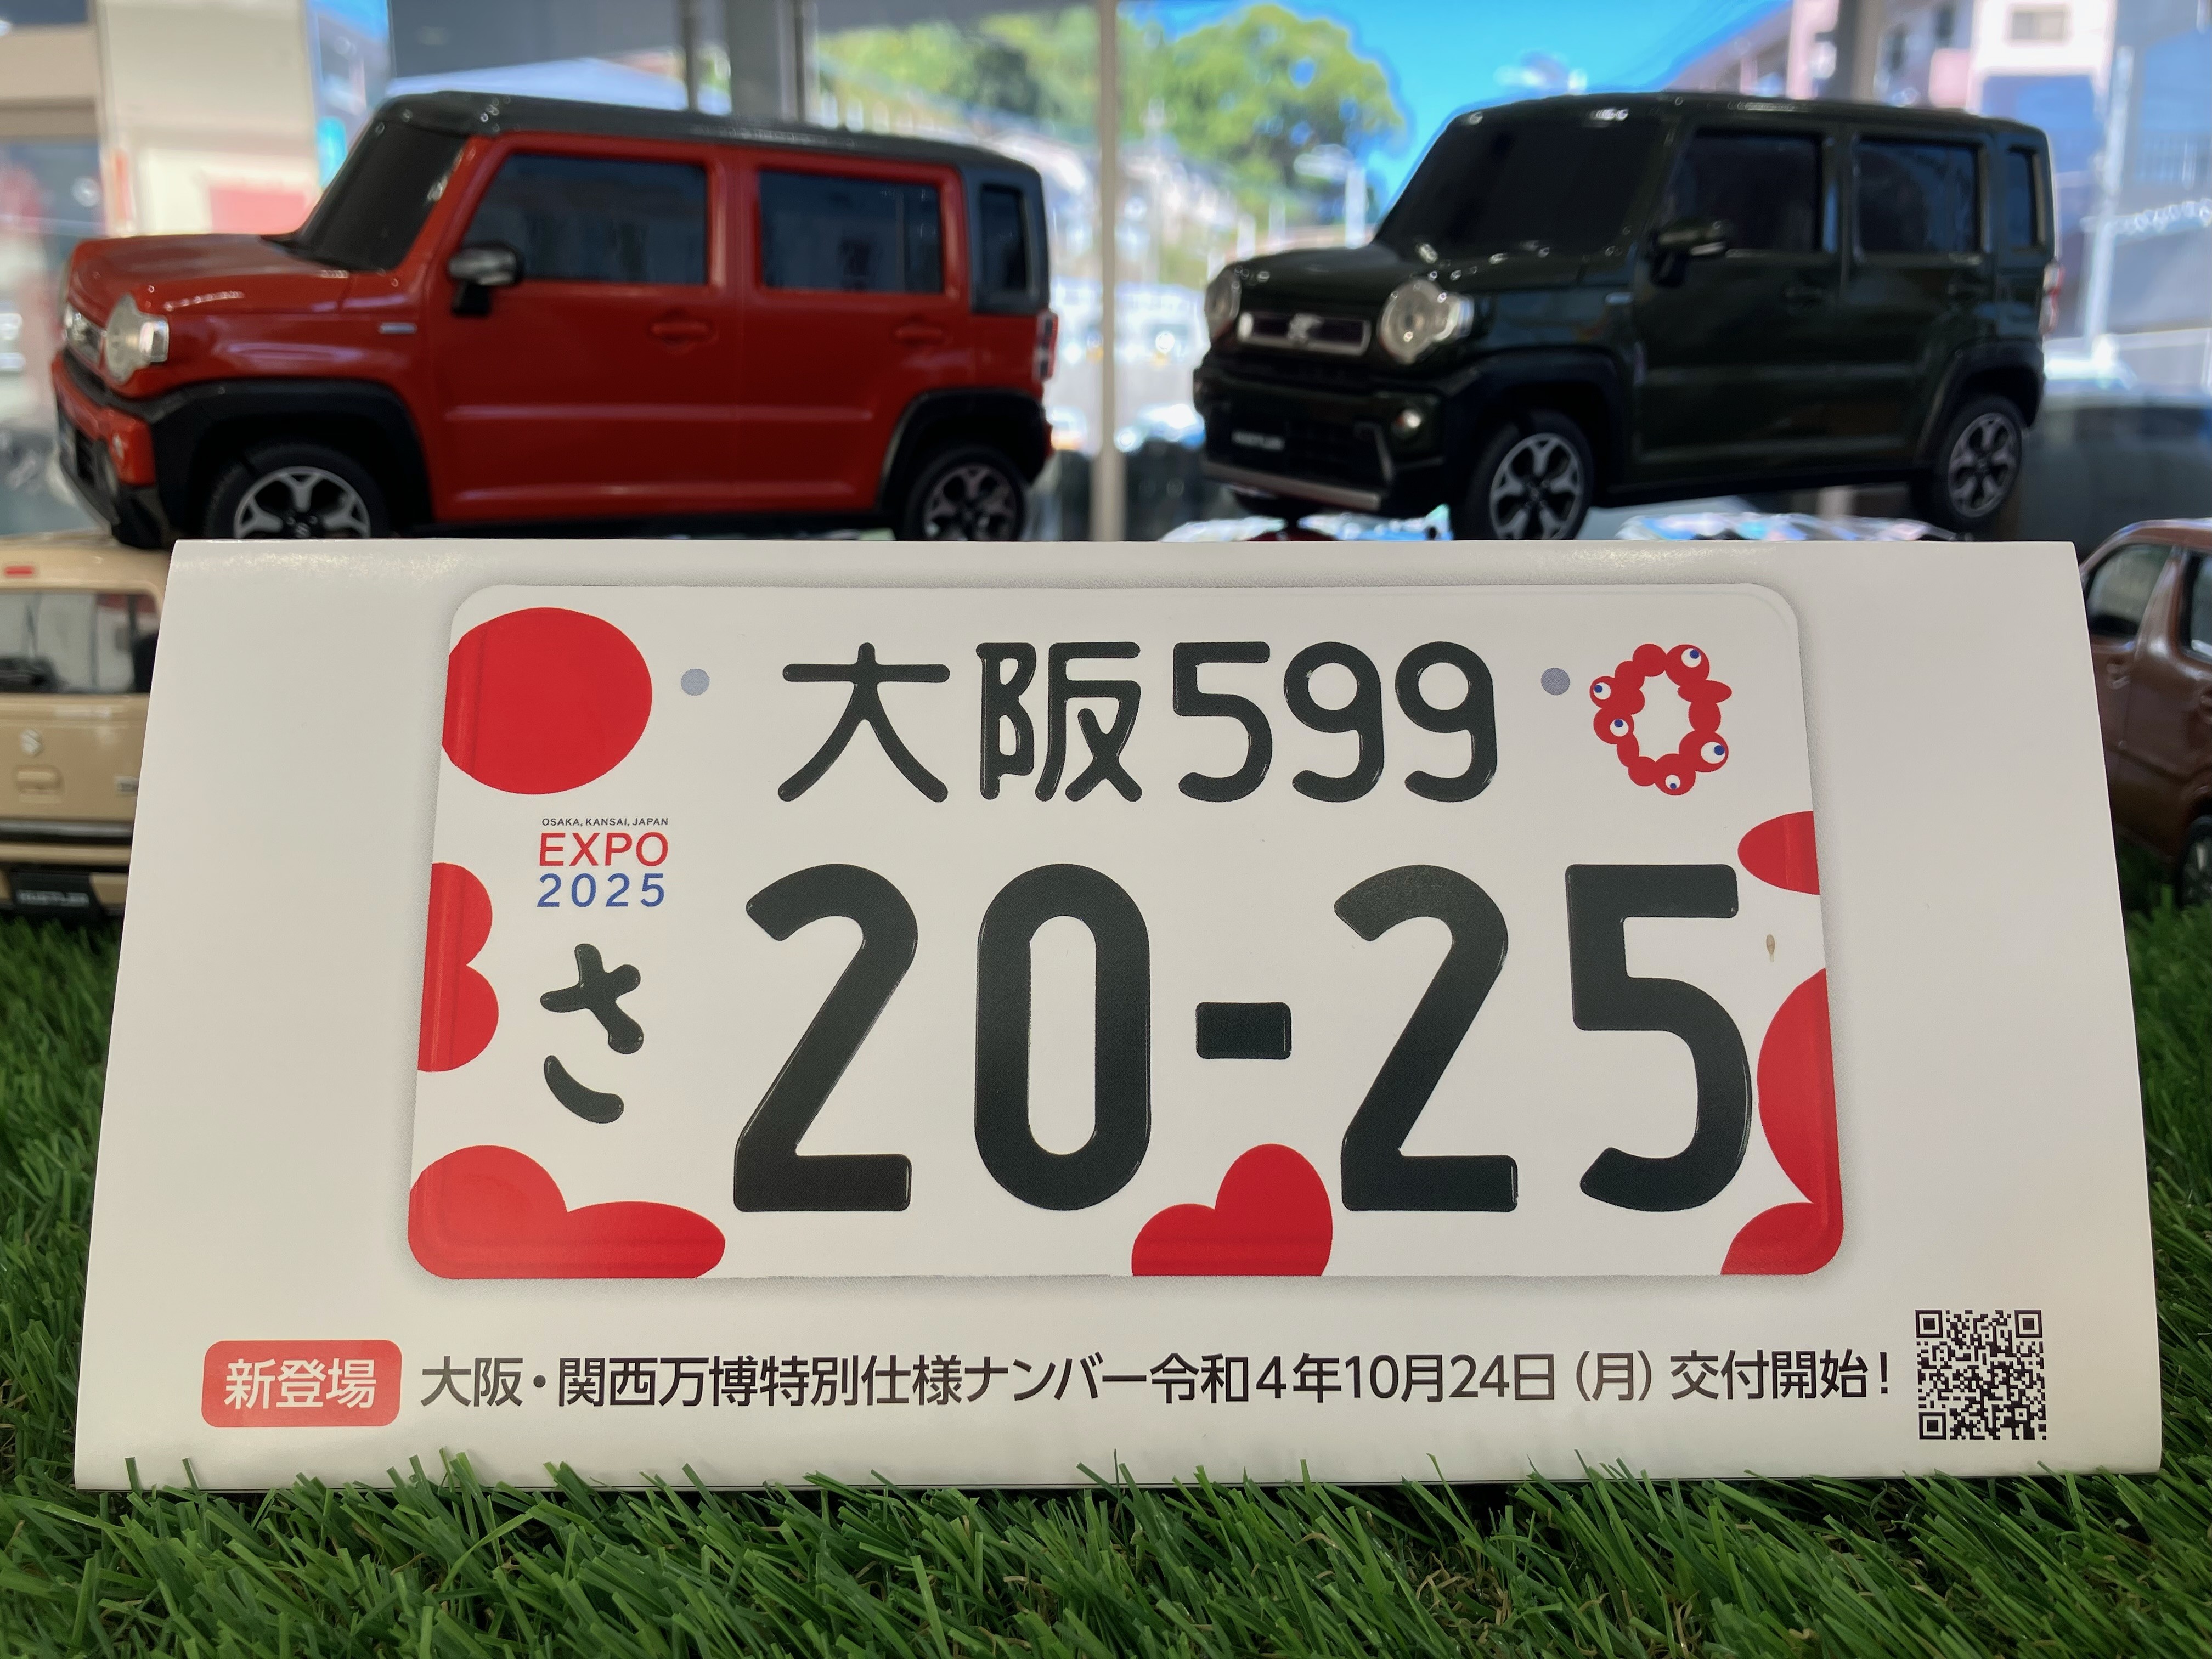 大阪599
OSAKA, KANSAI, JAPAN
EXPO
2025
さ
20-25
新登場 大阪・関西万博特別仕様ナンバー令和4年10月24日（月）交付開始！
HUSTLER
HUSTLER